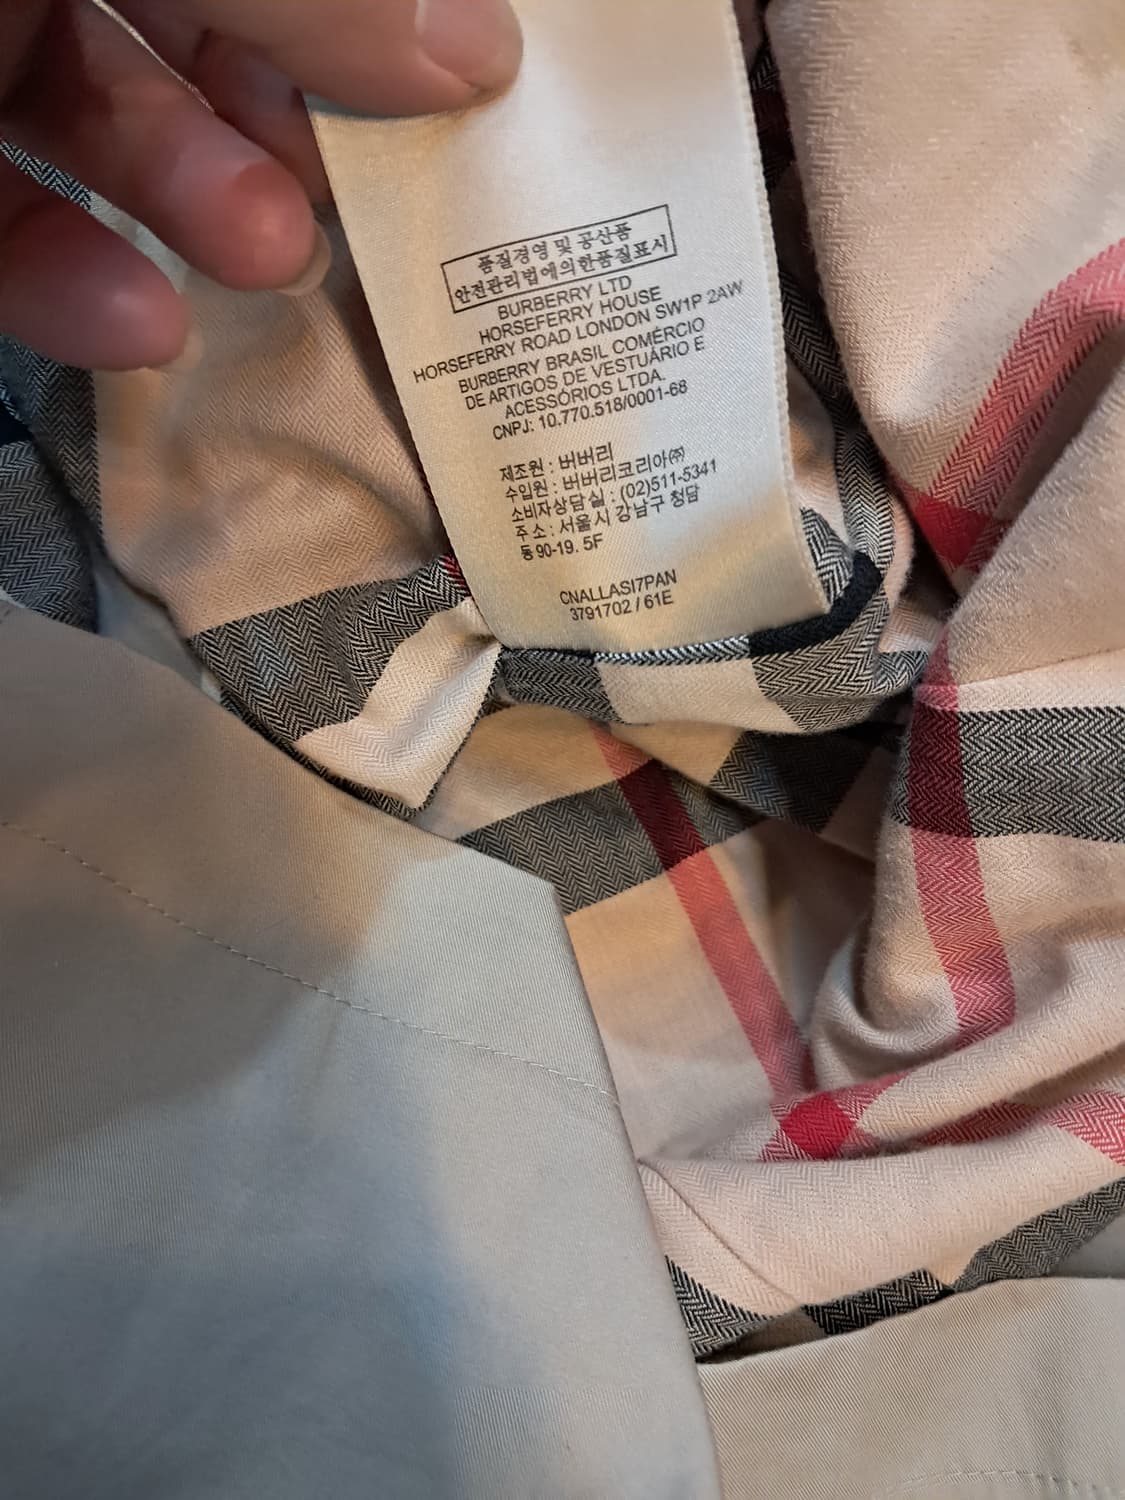 품질경영 및 공산품
안전관리법에의한품질표시
BURBERRY LTD
HORSEFERRY HOUSE
HORSEFERRY ROAD LONDON SW1P 2AW
BURBERRY BRASIL COMÉRCIO
DE ARTIGOS DE VESTUÁRIO E
ACESSÓRIOS LTDA.
CNPJ: 10.770.518/0001-68
제조원 : 버버리
수입원 : 버버리코리아㈜
소비자상담실 : (02)511-5341
주소 : 서울시 강남구 청담
동 90-19. 5F
CNALLASI7PAN
3791702 / 61E